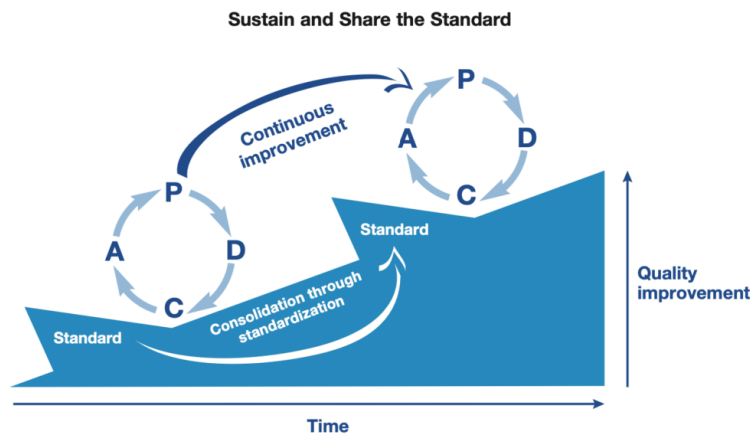 Sustain and Share the Standard
P
D
C
A
Continuous
improvement
P
D
C
A
Standard
Consolidation through
standardization
Standard
Quality
improvement
Time